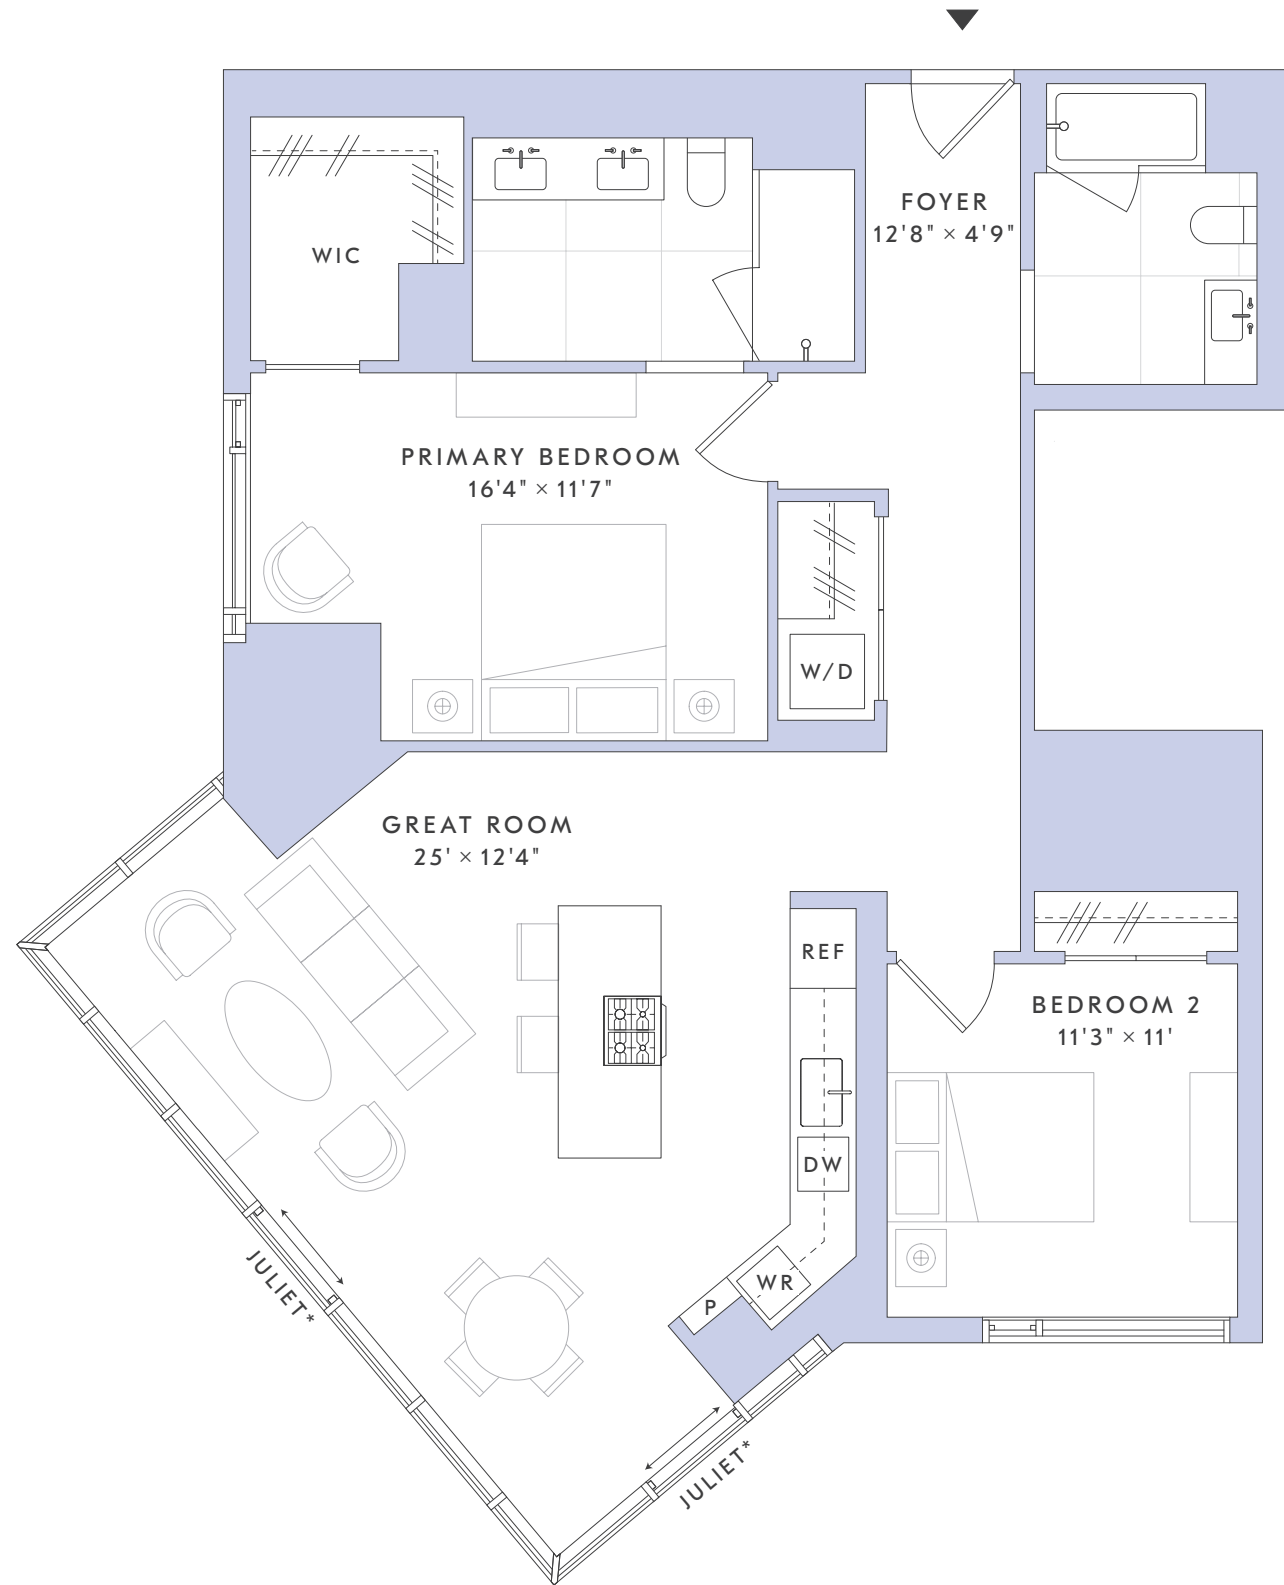 FOYER
12'8" × 4'9"
WIC
PRIMARY BEDROOM
16'4" × 11'7"
W/D
GREAT ROOM
25' × 12'4"
REF
BEDROOM 2
11'3" × 11'
DW
JULIET*
WR
P
JULIET*